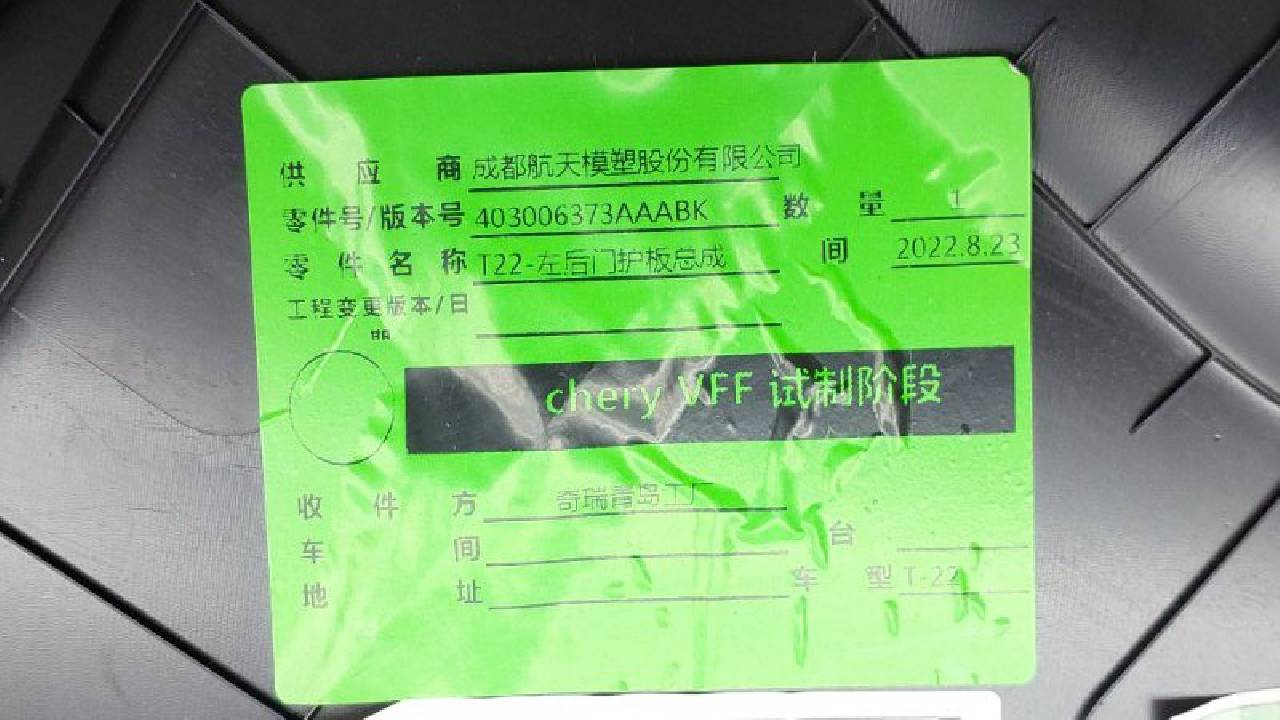 供应商 成都航天模塑股份有限公司
零件号/版本号 403006373AAABK 数量 1
零件名称 T22-左后门护板总成 间 2022.8.23
工程变更版本/日
期
chery VFF 试制阶段
收件方 奇瑞青岛工厂
车间 台
地址 车型 T-22